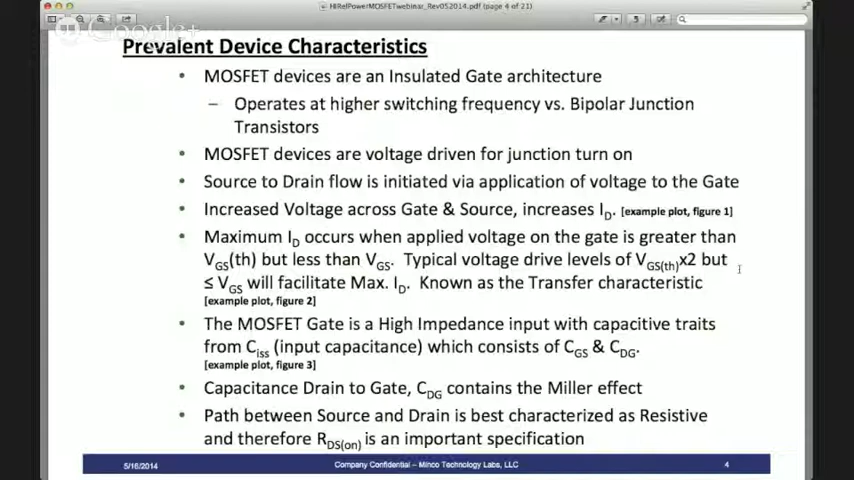 HiRelPowerMOSFETwebinar_Rev052014.pdf (page 4 of 21)
Google+
Prevalent Device Characteristics
• MOSFET devices are an Insulated Gate architecture
– Operates at higher switching frequency vs. Bipolar Junction
Transistors
• MOSFET devices are voltage driven for junction turn on
• Source to Drain flow is initiated via application of voltage to the Gate
• Increased Voltage across Gate & Source, increases ID. [example plot, figure 1]
• Maximum ID occurs when applied voltage on the gate is greater than
VGS(th) but less than VGS. Typical voltage drive levels of VGS(th)x2 but
≤ VGS will facilitate Max. ID. Known as the Transfer characteristic
[example plot, figure 2]
• The MOSFET Gate is a High Impedance input with capacitive traits
from Ciss (input capacitance) which consists of CGS & CDG.
[example plot, figure 3]
• Capacitance Drain to Gate, CDG contains the Miller effect
• Path between Source and Drain is best characterized as Resistive
and therefore RDS(on) is an important specification
5/16/2014
Company Confidential – Minco Technology Labs, LLC
4